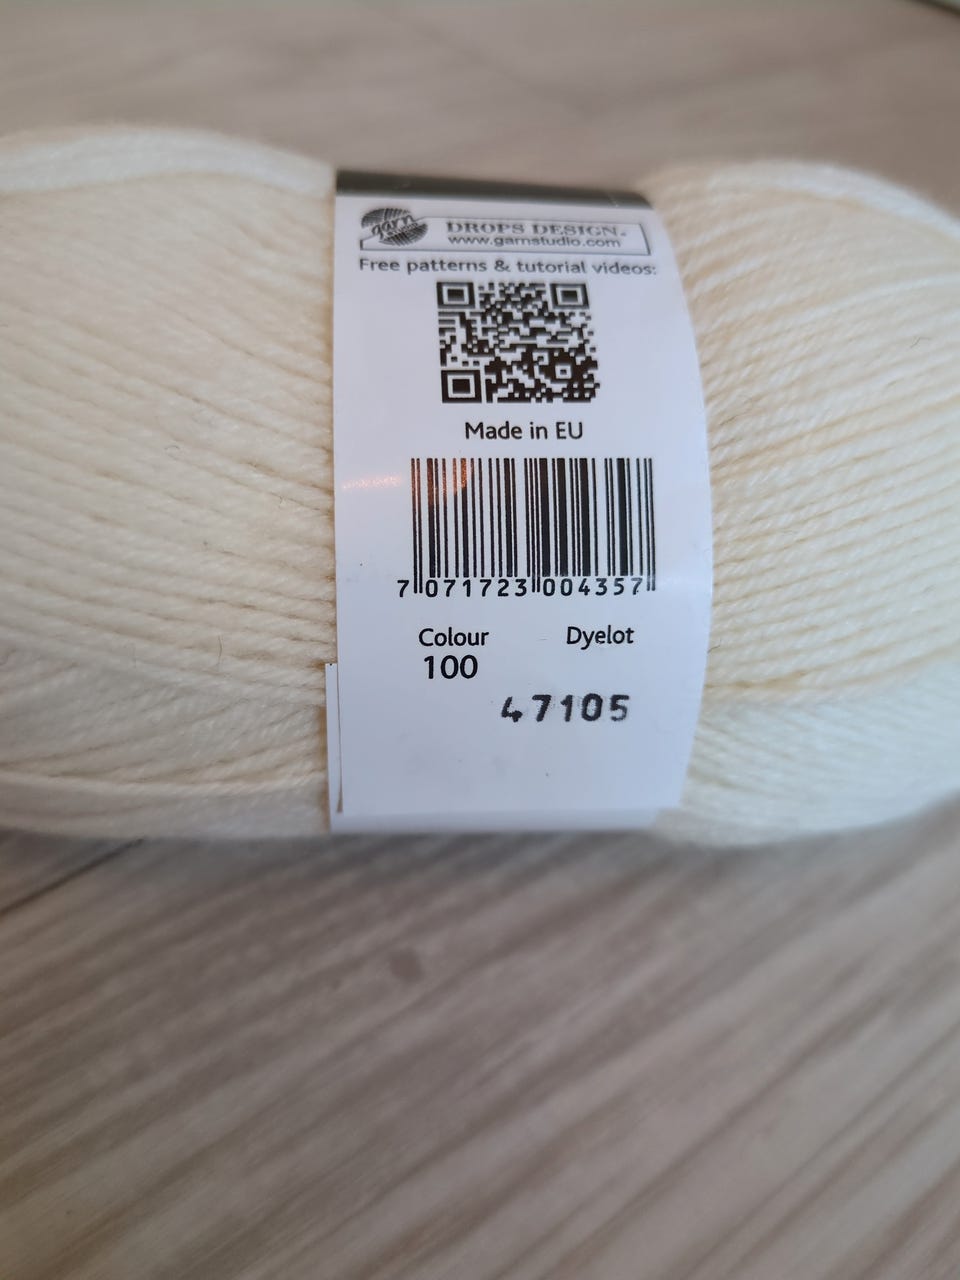 garn
DROPS DESIGN®
www.garnstudio.com
Free patterns & tutorial videos:
Made in EU
7 071723 004357
Colour Dyelot
100
47105